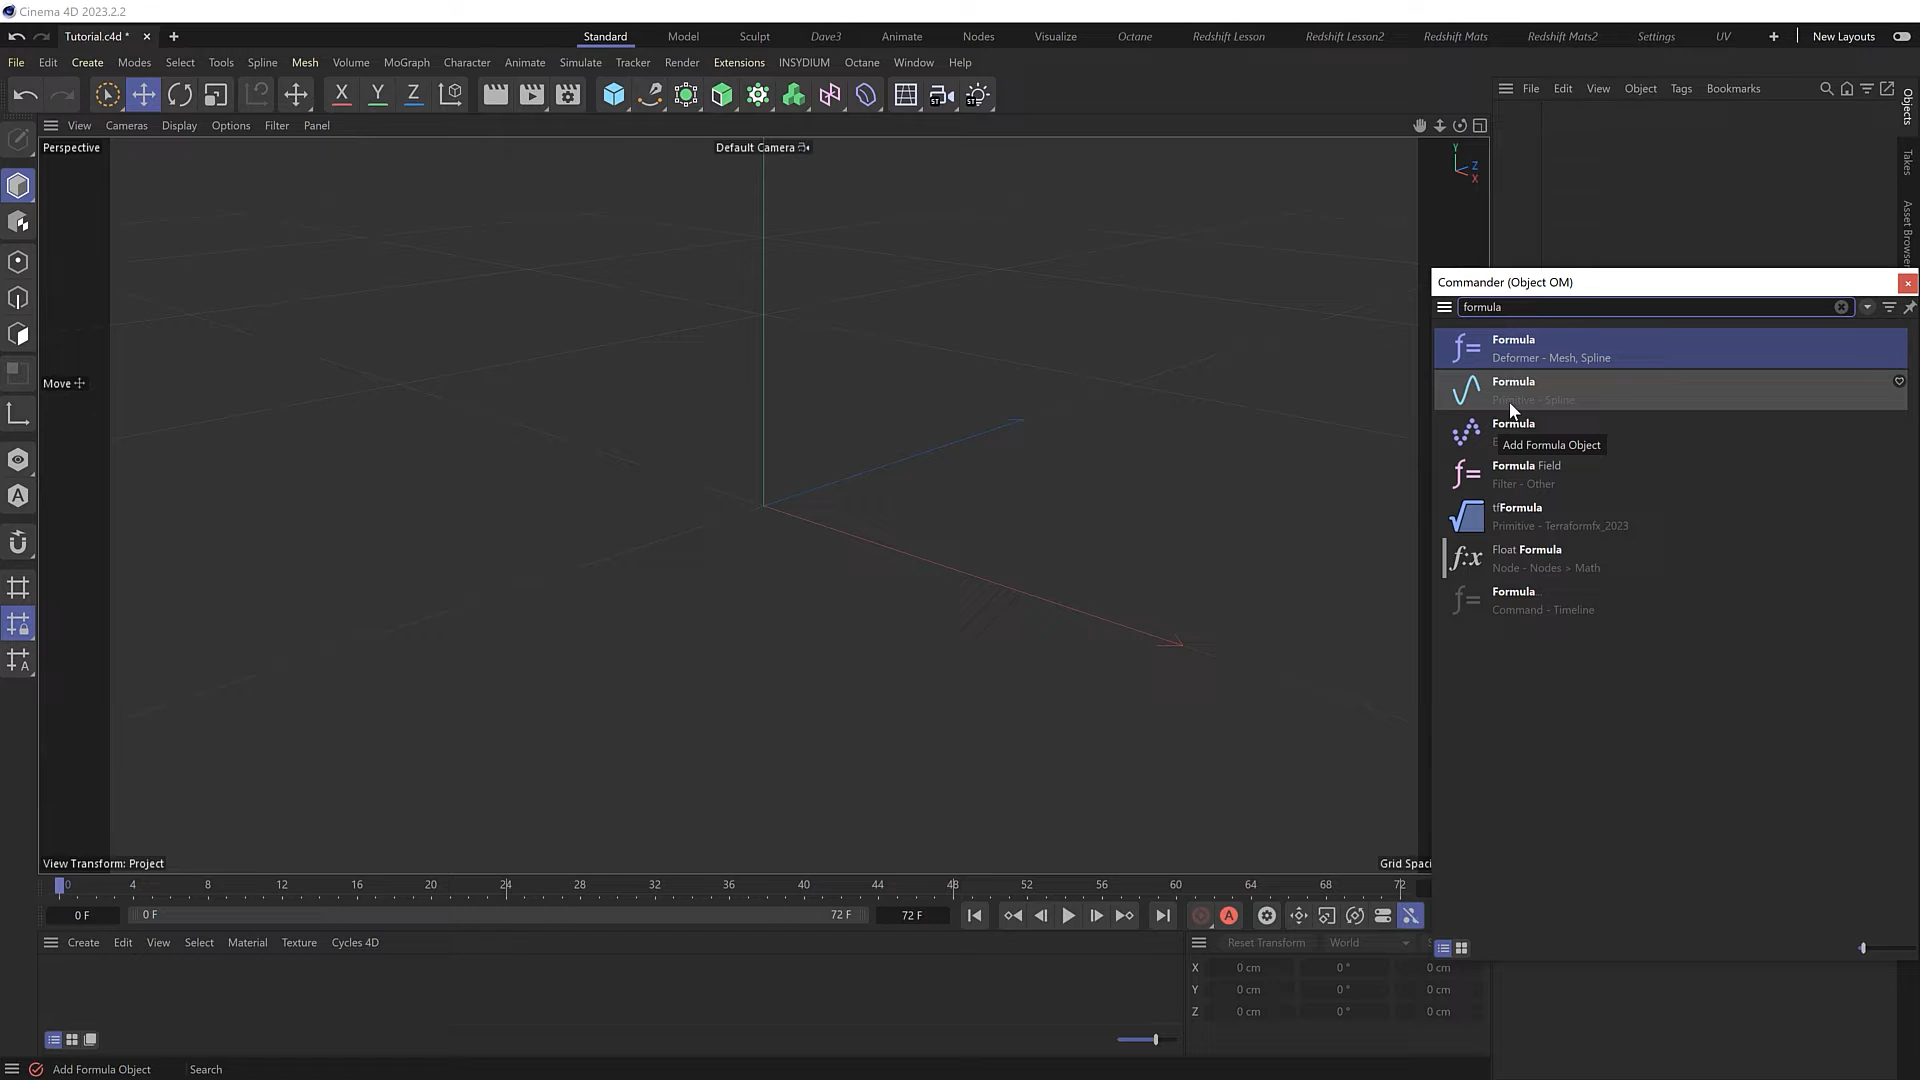 Cinema 4D 2023.2.2
Tutorial.c4d *
Standard Model Sculpt Dave3 Animate Nodes Visualize Octane Redshift Lesson Redshift Lesson2 Redshift Mats Redshift Mats2 Settings UV New Layouts
File Edit Create Modes Select Tools Spline Mesh Volume MoGraph Character Animate Simulate Tracker Render Extensions INSYDIUM Octane Window Help
X Y Z ST ST
File Edit View Object Tags Bookmarks
Objects
Takes
Asset Browser
View Cameras Display Options Filter Panel
Perspective
Default Camera
Y
Z
X
Move
Commander (Object OM)
formula
Formula
Deformer - Mesh, Spline
Formula
Primitive - Spline
Formula
E
Add Formula Object
Formula Field
Filter - Other
tfFormula
Primitive - Terraformfx_2023
Float Formula
Node - Nodes > Math
Formula...
Command - Timeline
View Transform: Project
Grid Spaci
0 4 8 12 16 20 24 28 32 36 40 44 48 52 56 60 64 68 72
0 F 0 F 72 F 72 F
Create Edit View Select Material Texture Cycles 4D
Reset Transform World
X 0 cm 0 ° 0 cm
Y 0 cm 0 ° 0 cm
Z 0 cm 0 ° 0 cm
Add Formula Object Search